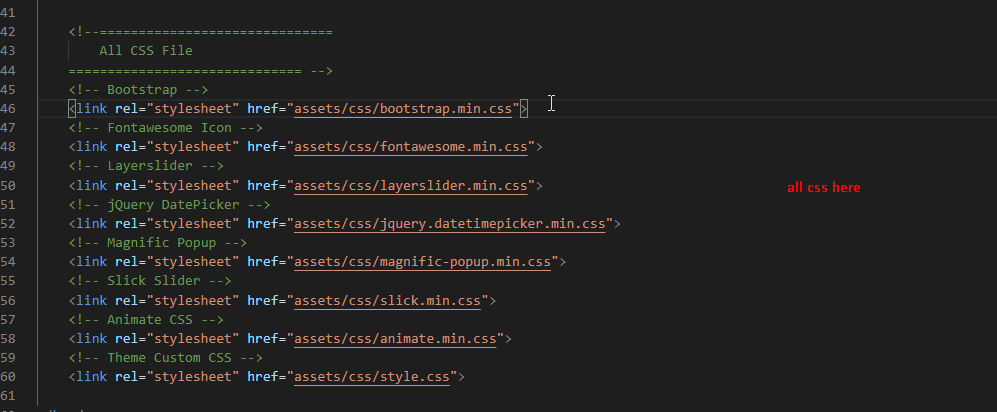 41
42 <!--==============================
43 All CSS File
44 ============================== -->
45 <!-- Bootstrap -->
46 <link rel="stylesheet" href="assets/css/bootstrap.min.css">
47 <!-- Fontawesome Icon -->
48 <link rel="stylesheet" href="assets/css/fontawesome.min.css">
49 <!-- Layerslider -->
50 <link rel="stylesheet" href="assets/css/layerslider.min.css">
all css here
51 <!-- jQuery DatePicker -->
52 <link rel="stylesheet" href="assets/css/jquery.datetimepicker.min.css">
53 <!-- Magnific Popup -->
54 <link rel="stylesheet" href="assets/css/magnific-popup.min.css">
55 <!-- Slick Slider -->
56 <link rel="stylesheet" href="assets/css/slick.min.css">
57 <!-- Animate CSS -->
58 <link rel="stylesheet" href="assets/css/animate.min.css">
59 <!-- Theme Custom CSS -->
60 <link rel="stylesheet" href="assets/css/style.css">
61